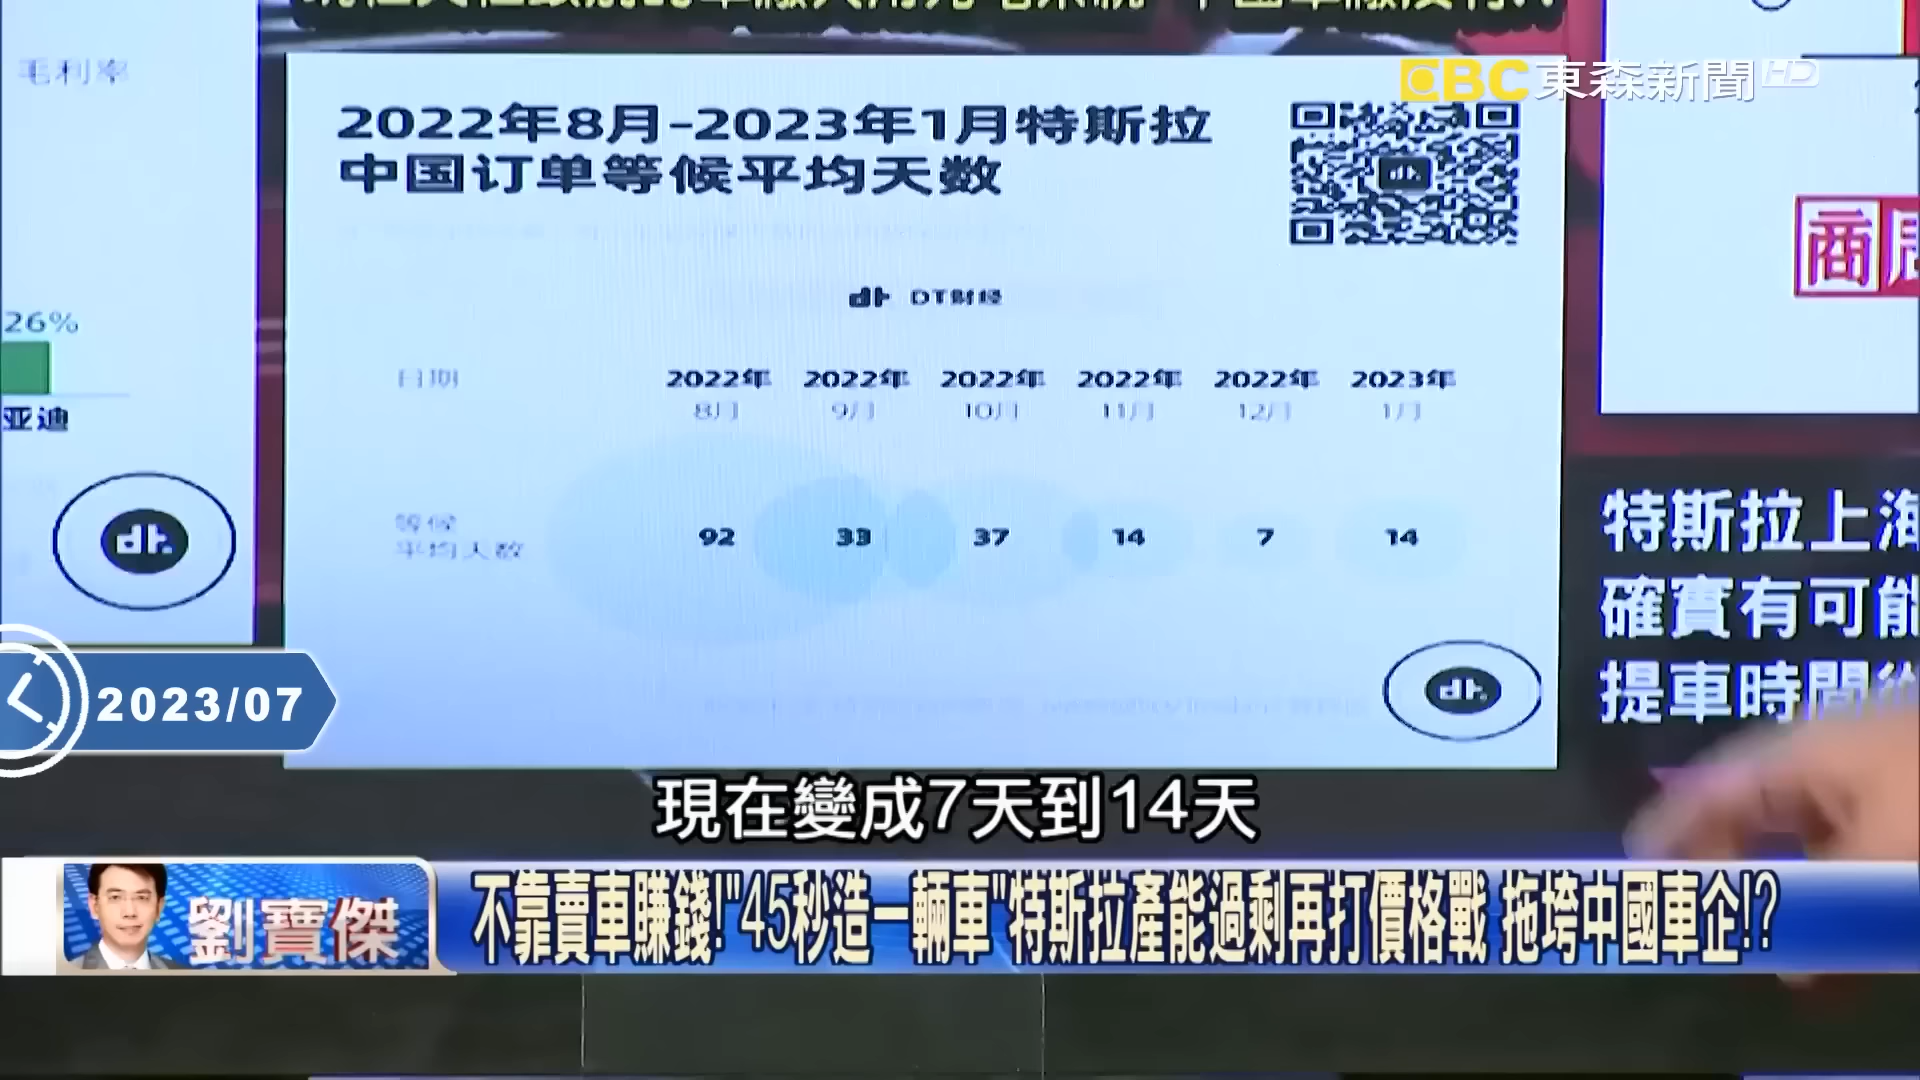 毛利率
EBC 東森新聞 HD
2022年8月-2023年1月特斯拉
中国订单等候平均天数
dt DT财经
日期
2022年 2022年 2022年 2022年 2022年 2023年
8月 9月 10月 11月 12月 1月
等候
平均天数
92 33 37 14 7 14
26%
亚迪
dt.
dt.
商周
特斯拉上海
確實有可能
提車時間從
2023/07
現在變成7天到14天
劉寶傑
不靠賣車賺錢!"45秒造一輛車"特斯拉產能過剩再打價格戰 拖垮中國車企!?